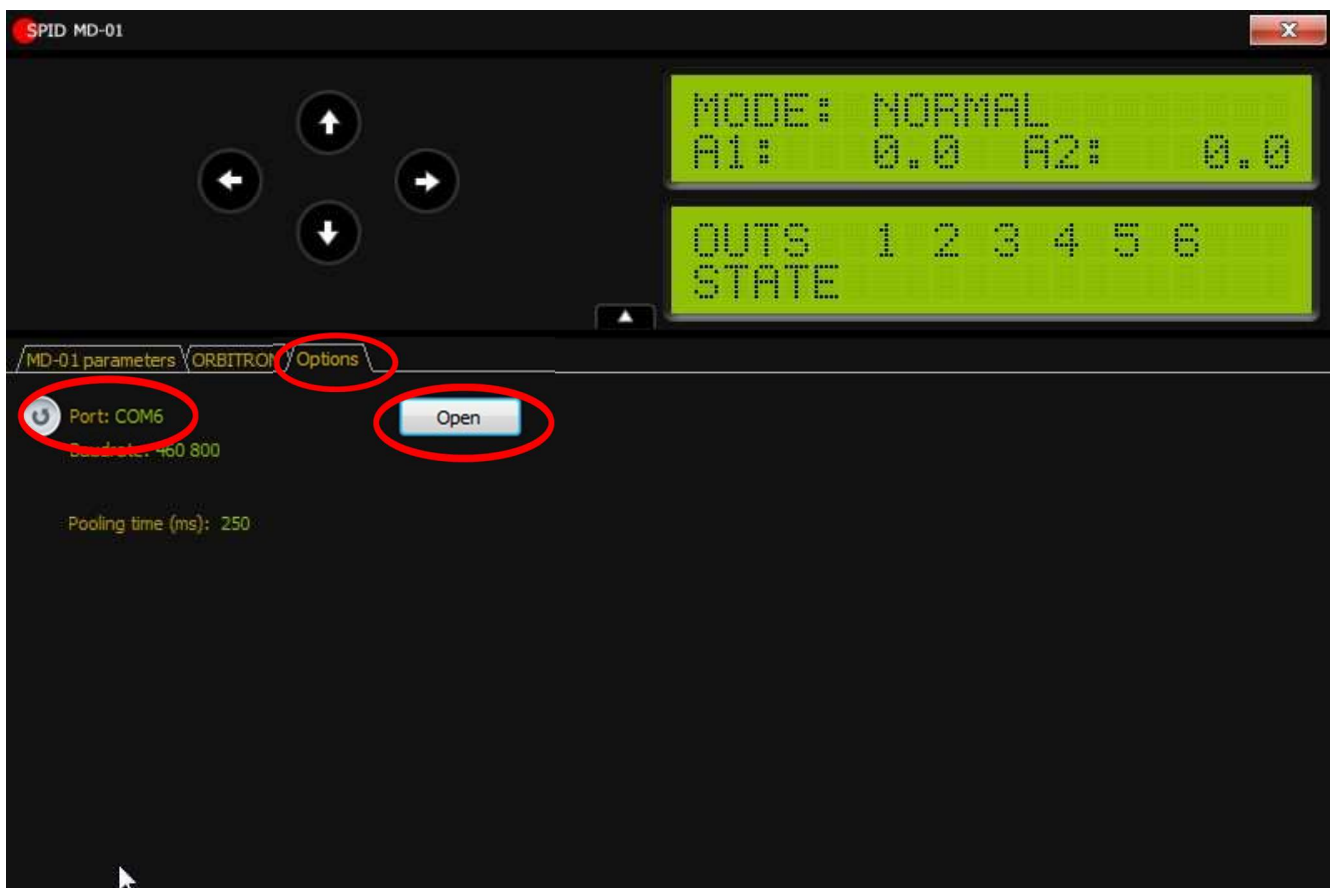 SPID MD-01
MODE: NORMAL
A1: 0.0 A2: 0.0
OUTS 1 2 3 4 5 6
STATE
MD-01 parameters ORBITRON Options
Port: COM6 Open
Baudrate: 460 800
Pooling time (ms): 250